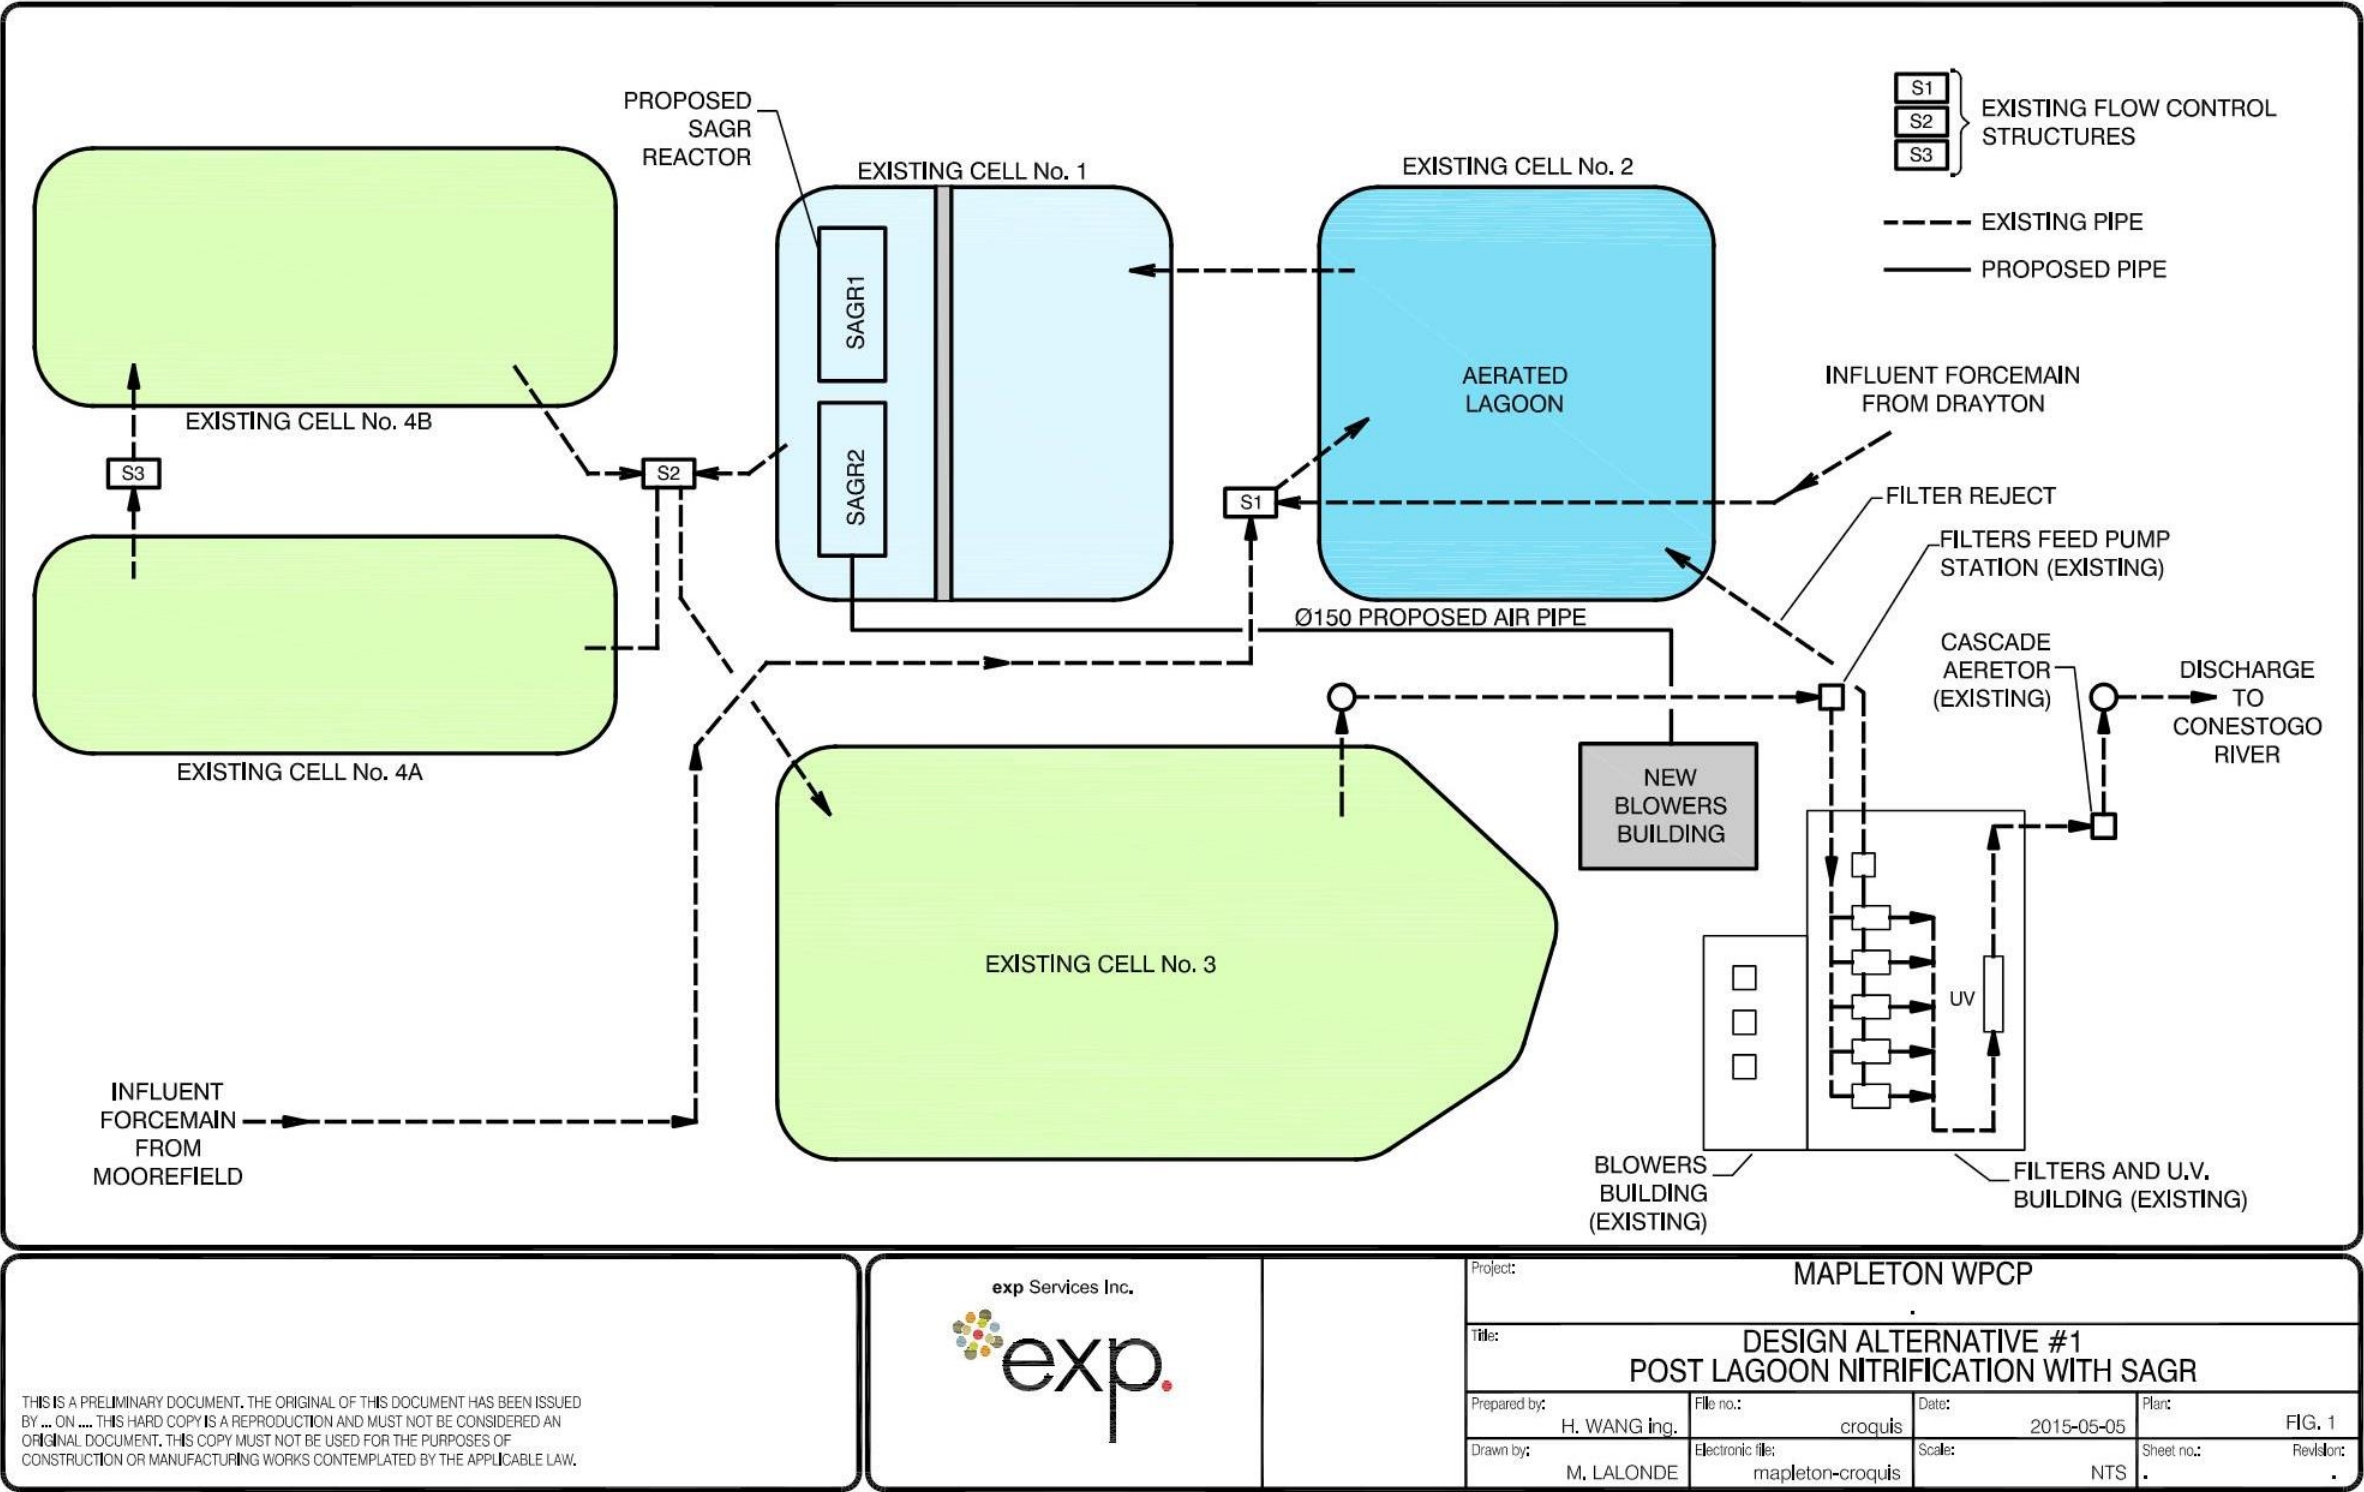 PROPOSED
SAGR
REACTOR
EXISTING CELL No. 1
EXISTING CELL No. 2
S1
S2
S3
EXISTING FLOW CONTROL
STRUCTURES
EXISTING PIPE
PROPOSED PIPE
SAGR1
SAGR2
AERATED
LAGOON
INFLUENT FORCEMAIN
FROM DRAYTON
EXISTING CELL No. 4B
S3
S2
S1
FILTER REJECT
FILTERS FEED PUMP
STATION (EXISTING)
Ø150 PROPOSED AIR PIPE
CASCADE
AERETOR
(EXISTING)
DISCHARGE
TO
CONESTOGO
RIVER
EXISTING CELL No. 4A
NEW
BLOWERS
BUILDING
EXISTING CELL No. 3
UV
INFLUENT
FORCEMAIN
FROM
MOOREFIELD
BLOWERS
BUILDING
(EXISTING)
FILTERS AND U.V.
BUILDING (EXISTING)
THIS IS A PRELIMINARY DOCUMENT. THE ORIGINAL OF THIS DOCUMENT HAS BEEN ISSUED
BY ... ON .... THIS HARD COPY IS A REPRODUCTION AND MUST NOT BE CONSIDERED AN
ORIGINAL DOCUMENT. THIS COPY MUST NOT BE USED FOR THE PURPOSES OF
CONSTRUCTION OR MANUFACTURING WORKS CONTEMPLATED BY THE APPLICABLE LAW.
exp Services Inc.
exp.
Project:
MAPLETON WPCP
.
Title:
DESIGN ALTERNATIVE #1
POST LAGOON NITRIFICATION WITH SAGR
Prepared by:
H. WANG ing.
File no.:
croquis
Date:
2015-05-05
Plan:
FIG. 1
Drawn by:
M. LALONDE
Electronic file:
mapleton-croquis
Scale:
NTS
Sheet no.:
.
Revision:
.